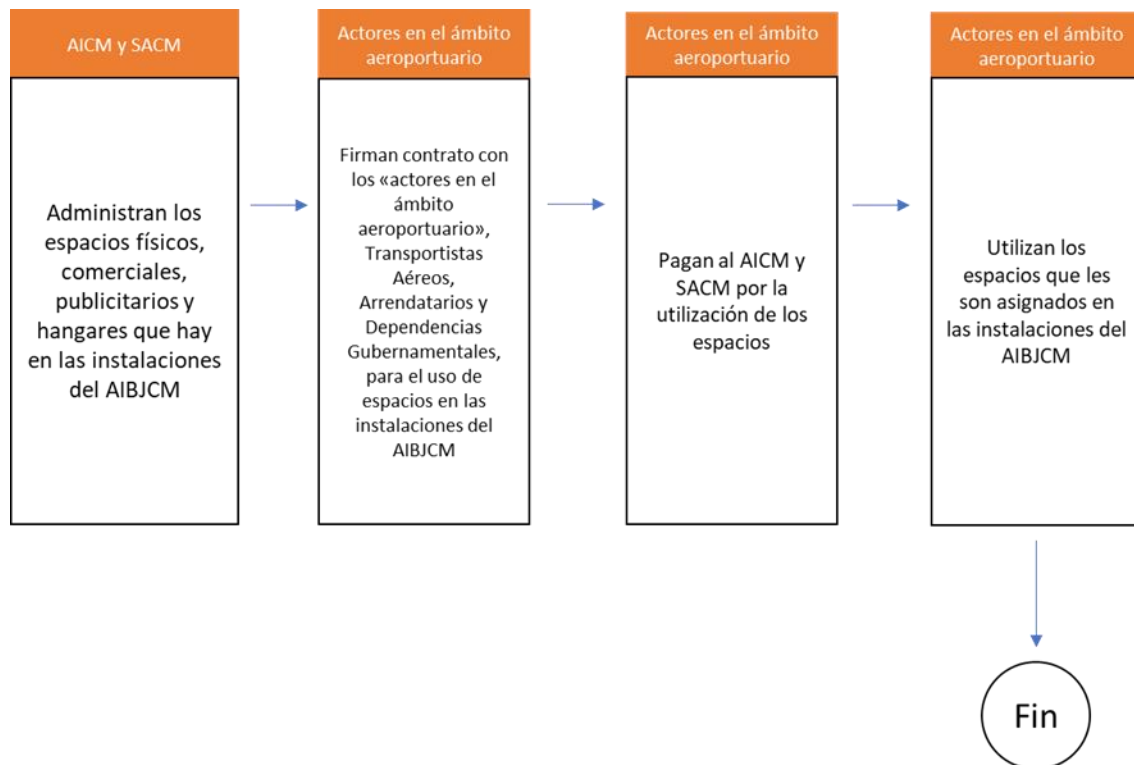 AICM y SACM
Administran los
espacios físicos,
comerciales,
publicitarios y
hangares que hay
en las instalaciones
del AIBJCM
Actores en el ámbito
aeroportuario
Firman contrato con
los «actores en el
ámbito
aeroportuario»,
Transportistas
Aéreos,
Arrendatarios y
Dependencias
Gubernamentales,
para el uso de
espacios en las
instalaciones del
AIBJCM
Actores en el ámbito
aeroportuario
Pagan al AICM y
SACM por la
utilización de los
espacios
Actores en el ámbito
aeroportuario
Utilizan los
espacios que les
son asignados en
las instalaciones del
AIBJCM
Fin